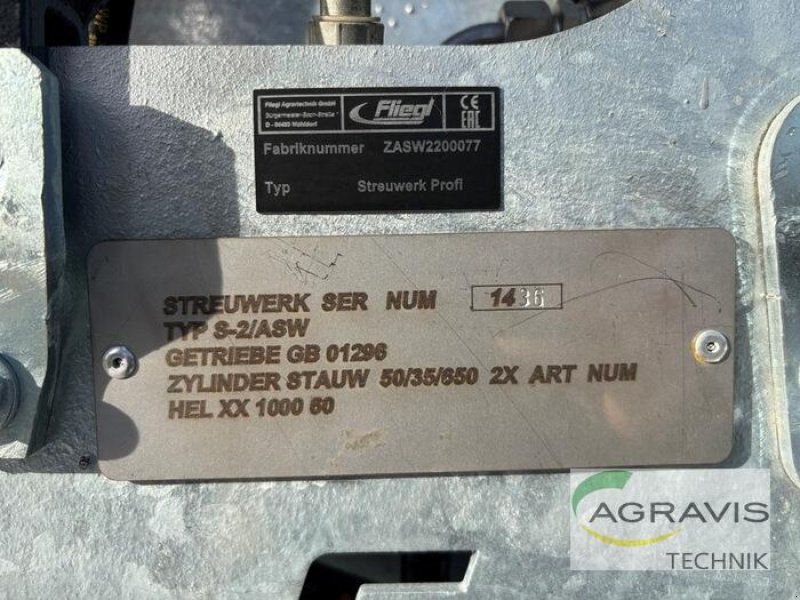 Fliegl Agrartechnik GmbH
Bürgermeister-Boch-Straße
D - 84453 Mühldorf
Fliegl
CE
EAC
Fabriknummer ZASW2200077
Typ Streuwerk Profi
STREUWERK SER NUM 1436
TYP S-2/ASW
GETRIEBE GB 01296
ZYLINDER STAUW 50/35/650 2X ART NUM
HEL XX 1000 50
AGRAVIS
TECHNIK